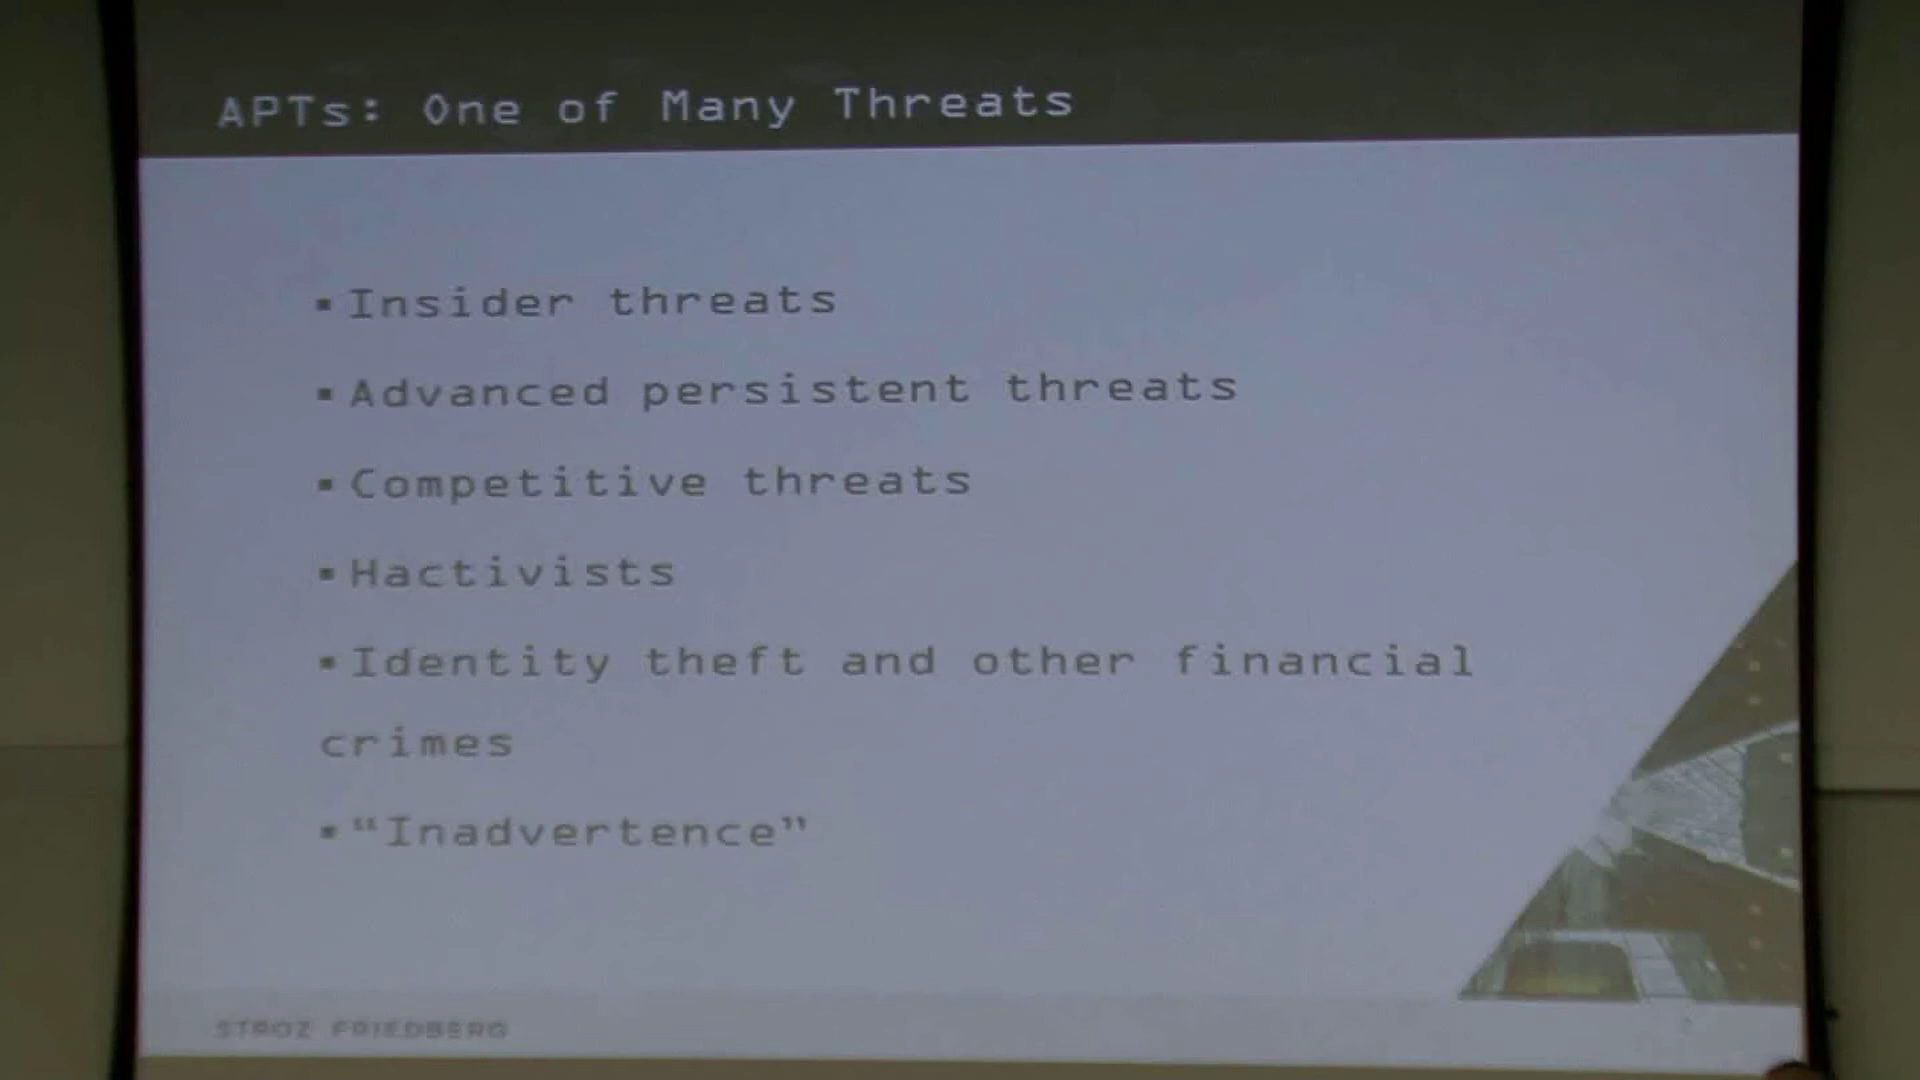 APTs: One of Many Threats
▪Insider threats
▪Advanced persistent threats
▪Competitive threats
▪Hactivists
▪Identity theft and other financial
crimes
▪“Inadvertence”
STROZ FRIEDBERG